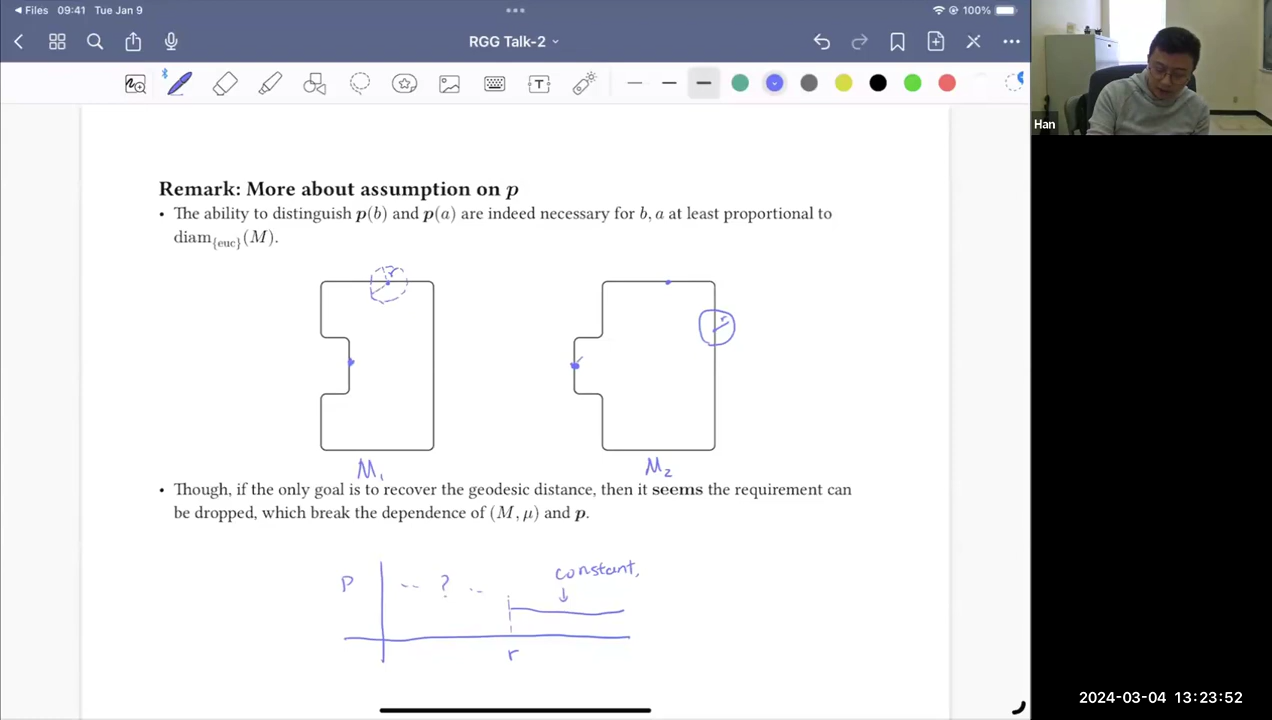 Files 09:41 Tue Jan 9
100%
RGG Talk-2
T
Han
Remark: More about assumption on p
• The ability to distinguish p(b) and p(a) are indeed necessary for b, a at least proportional to
diam{euc}(M).
r
r
M₁
M₂
• Though, if the only goal is to recover the geodesic distance, then it seems the requirement can
be dropped, which break the dependence of (M, μ) and p.
P -- ? -- constant,
r
2024-03-04 13:23:52